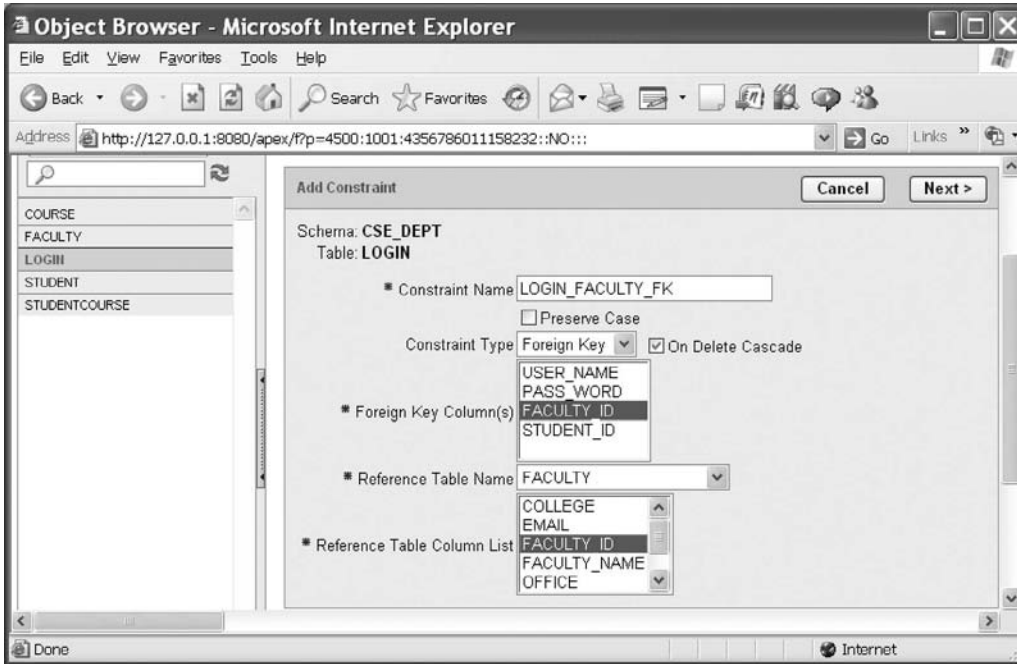 Object Browser - Microsoft Internet Explorer
File Edit View Favorites Tools Help
Back Search Favorites
Address http://127.0.0.1:8080/apex/f?p=4500:1001:4356786011158232::NO::: Go Links »
Add Constraint Cancel Next >
COURSE
FACULTY
LOGIN
STUDENT
STUDENTCOURSE
Schema: CSE_DEPT
Table: LOGIN
* Constraint Name LOGIN_FACULTY_FK
Preserve Case
Constraint Type Foreign Key On Delete Cascade
* Foreign Key Column(s)
USER_NAME
PASS_WORD
FACULTY_ID
STUDENT_ID
* Reference Table Name FACULTY
* Reference Table Column List
COLLEGE
EMAIL
FACULTY_ID
FACULTY_NAME
OFFICE
Done Internet